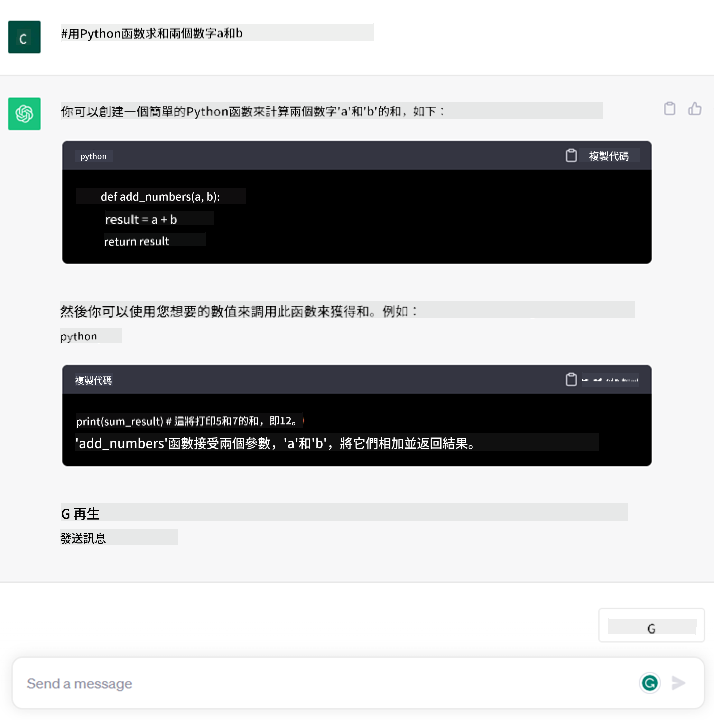 C
#用Python函數求和兩個數字a和b
你可以創建一個簡單的Python函數來計算兩個數字'a'和'b'的和，如下：
python
複製代碼
def add_numbers(a, b):
result = a + b
return result
然後你可以使用您想要的數值來調用此函數來獲得和。例如：
python
複製代碼
print(sum_result) # 這將打印5和7的和，即12。
'add_numbers'函數接受兩個參數，'a'和'b'，將它們相加並返回結果。
G 再生
發送訊息
G
Send a message